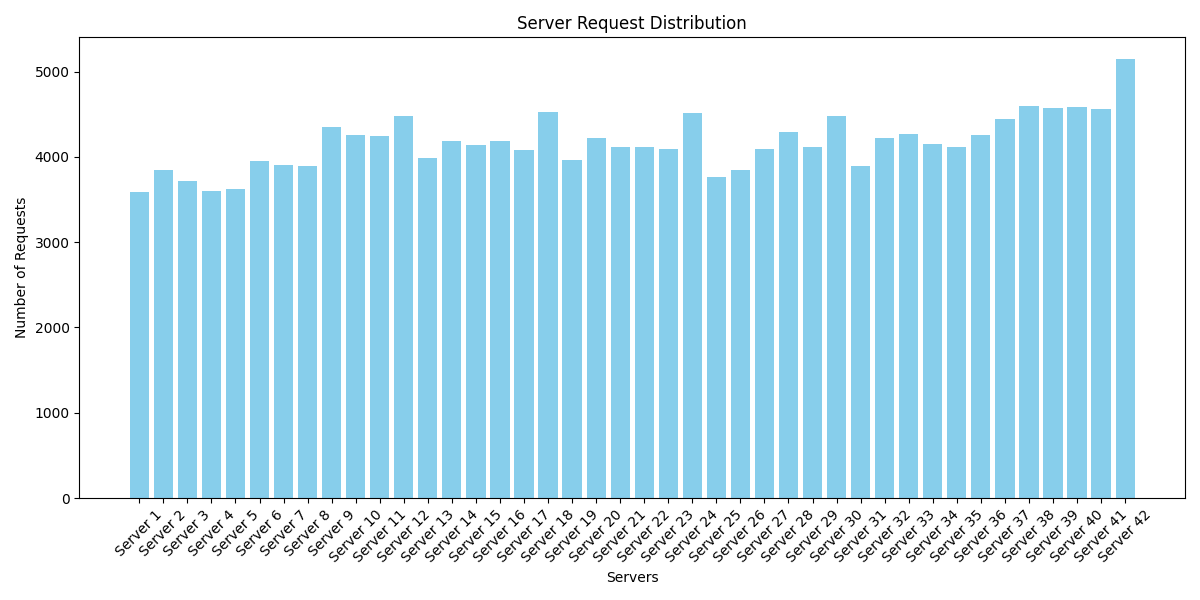 Server Request Distribution
Number of Requests
5000
4000
3000
2000
1000
0
Server 1
Server 2
Server 3
Server 4
Server 5
Server 6
Server 7
Server 8
Server 9
Server 10
Server 11
Server 12
Server 13
Server 14
Server 15
Server 16
Server 17
Server 18
Server 19
Server 20
Server 21
Server 22
Server 23
Server 24
Server 25
Server 26
Server 27
Server 28
Server 29
Server 30
Server 31
Server 32
Server 33
Server 34
Server 35
Server 36
Server 37
Server 38
Server 39
Server 40
Server 41
Server 42
Servers